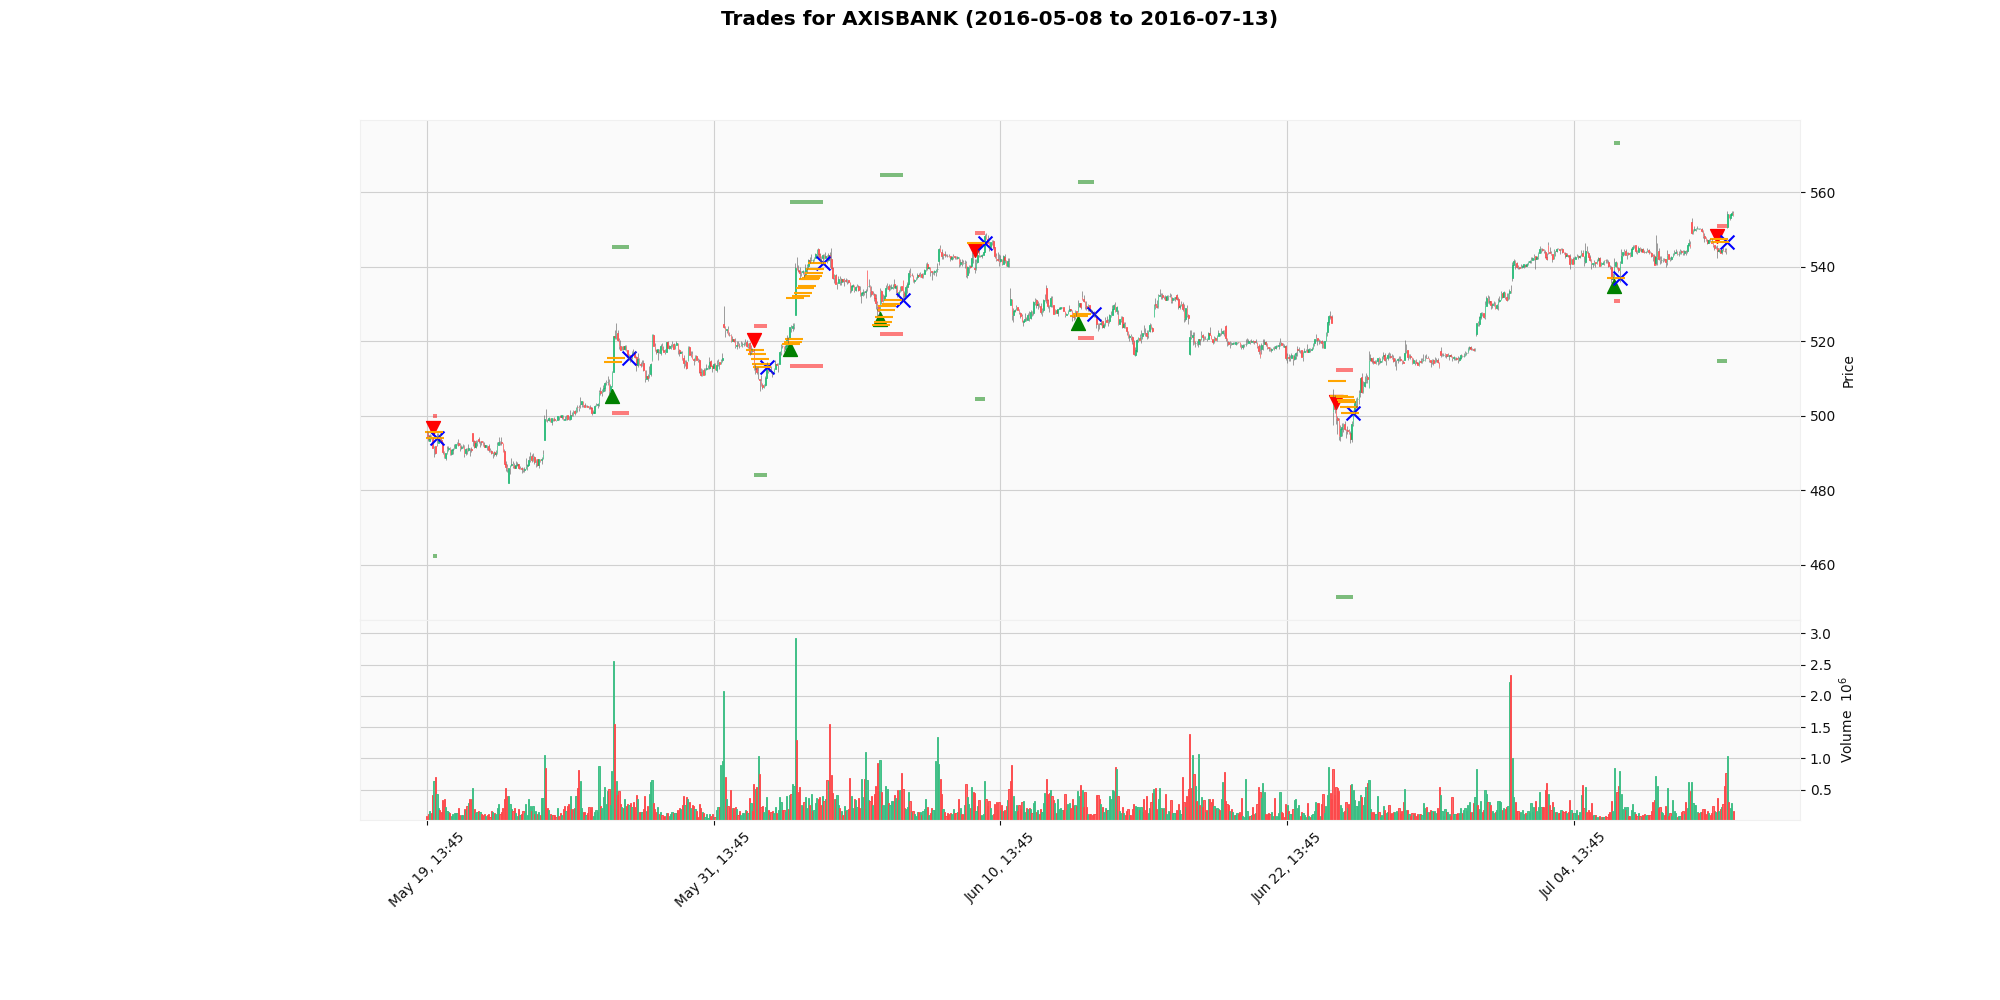 Trades for AXISBANK (2016-05-08 to 2016-07-13)
560
540
520
500
480
460
Price
3.0
2.5
2.0
1.5
1.0
0.5
Volume 10⁶
May 19, 13:45
May 31, 13:45
Jun 10, 13:45
Jun 22, 13:45
Jul 04, 13:45